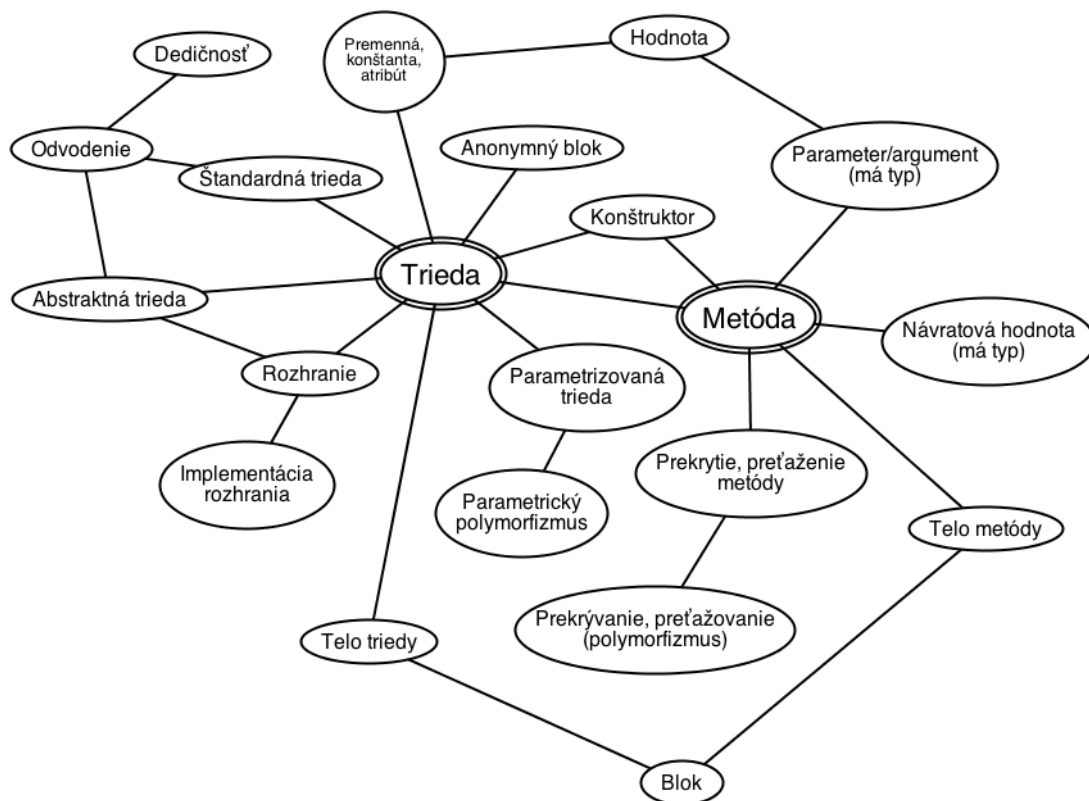 Premenná,
konštanta,
atribút
Hodnota
Dedičnosť
Odvodenie
Štandardná trieda
Anonymný blok
Parameter/argument
(má typ)
Konštruktor
Trieda
Abstraktná trieda
Metóda
Návratová hodnota
(má typ)
Rozhranie
Parametrizovaná
trieda
Implementácia
rozhrania
Prekrytie, preťaženie
metódy
Parametrický
polymorfizmus
Telo metódy
Prekrývanie, preťažovanie
(polymorfizmus)
Telo triedy
Blok